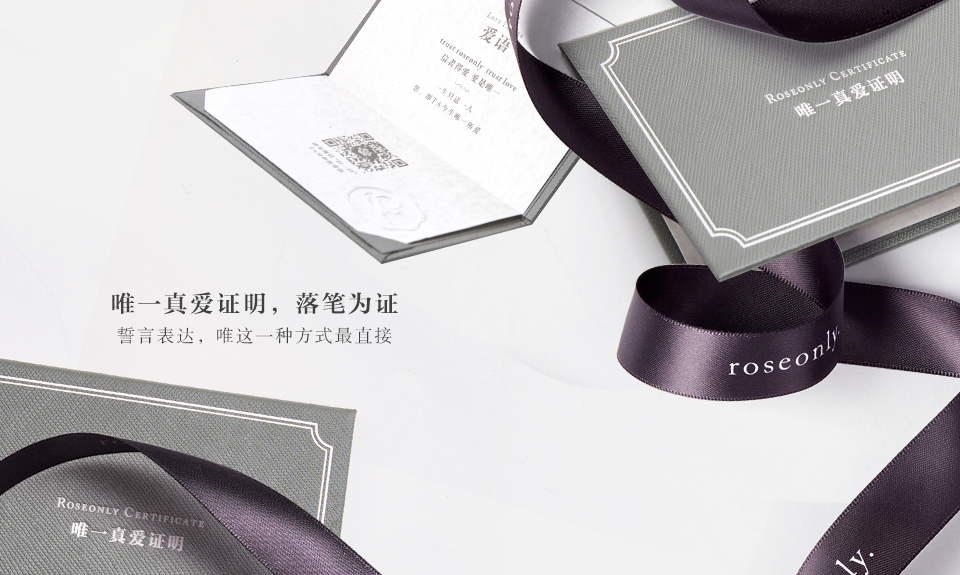 爱语
trust roseonly trust love
信者得爱 爱是唯一
一生只送一人
ROSEONLY CERTIFICATE
唯一真爱证明
唯一真爱证明，落笔为证
誓言表达，唯这一种方式最直接
roseonly.
ROSEONLY CERTIFICATE
唯一真爱证明
ly.